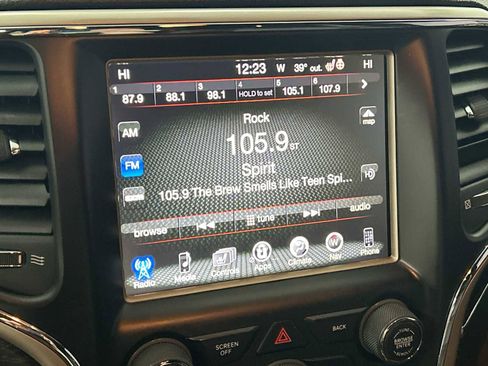 HI 12:23 W 39° out. HI
1 2 3 4 5 6
87.9 88.1 98.1 HOLD to set 105.1 107.9
Rock
AM 105.9 ST map
FM Spirit
105.9 The Brew Smells Like Teen Spi... HD
browse tune audio
Radio Media Controls Apps Climate Nav Phone
SCREEN OFF BACK
TUNE
BROWSE
ENTER
SCROLL